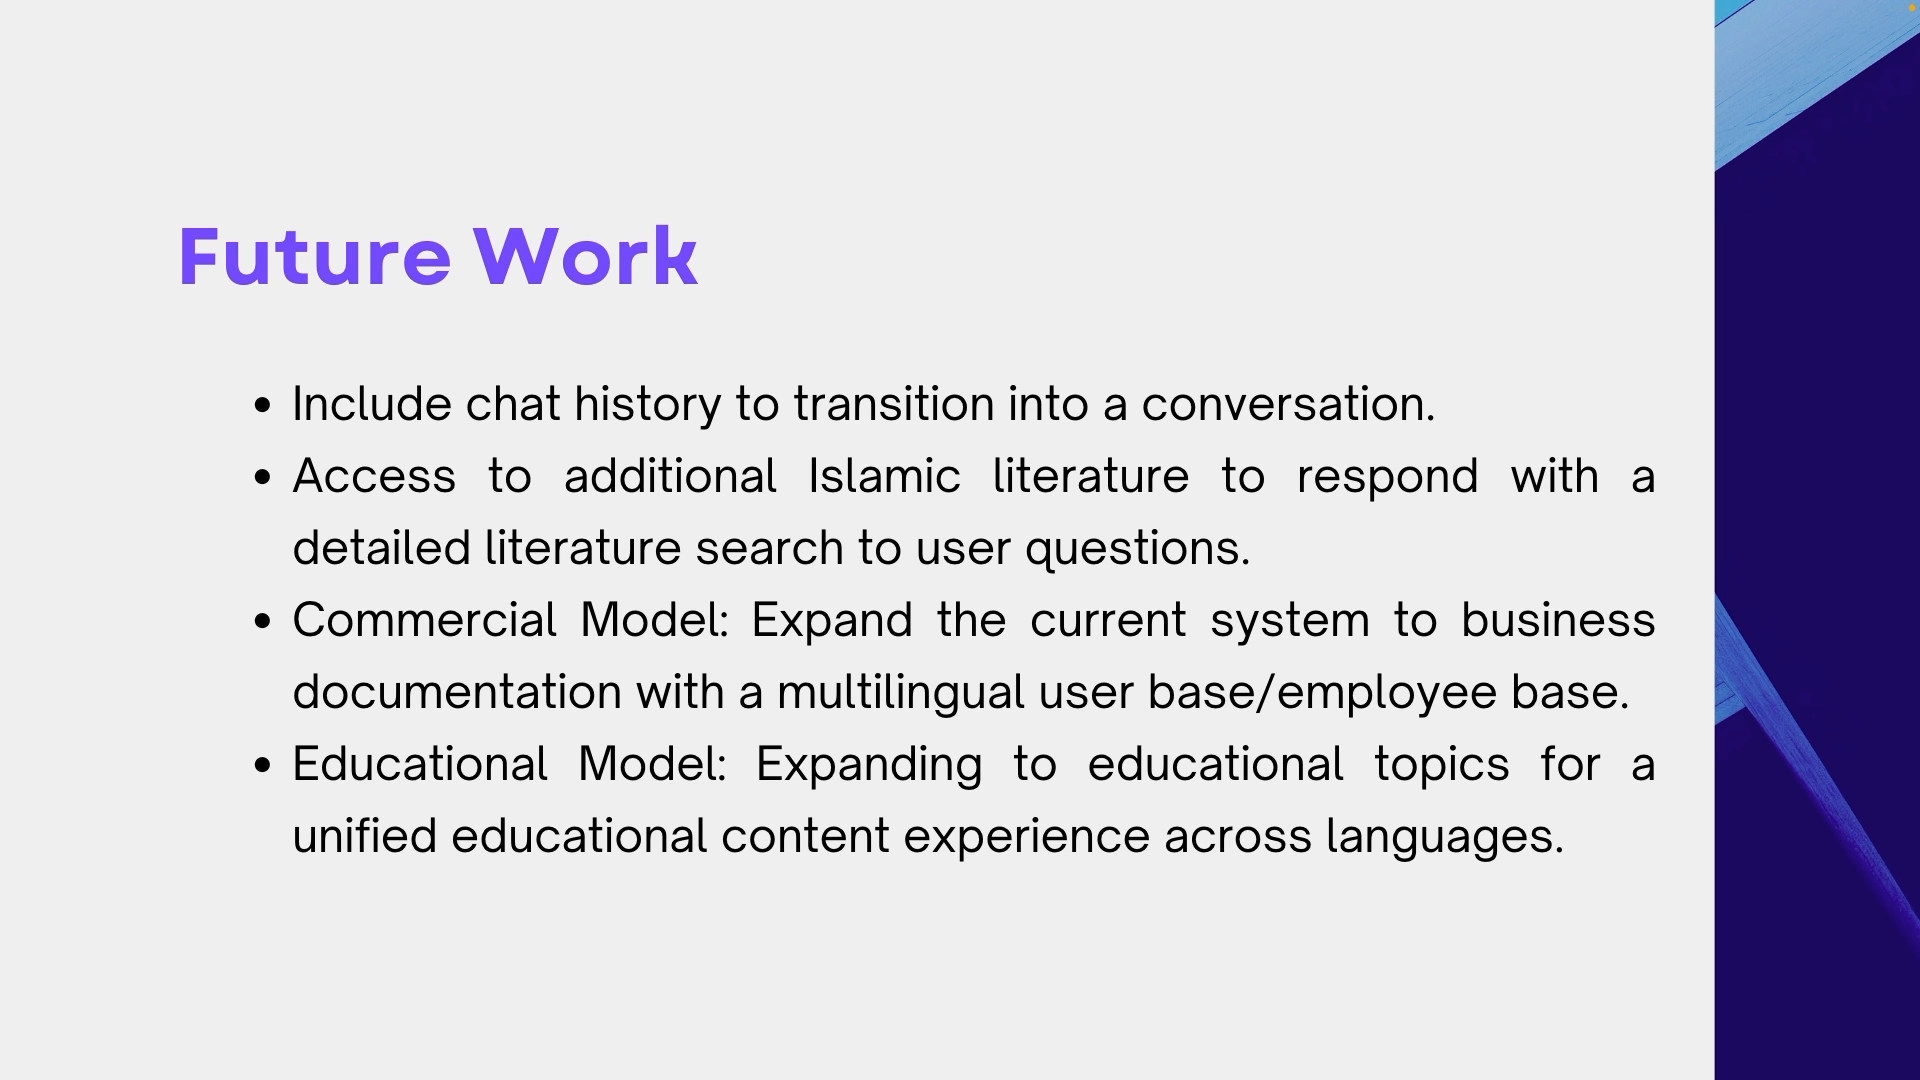 Future Work
• Include chat history to transition into a conversation.
• Access to additional Islamic literature to respond with a
detailed literature search to user questions.
• Commercial Model: Expand the current system to business
documentation with a multilingual user base/employee base.
• Educational Model: Expanding to educational topics for a
unified educational content experience across languages.